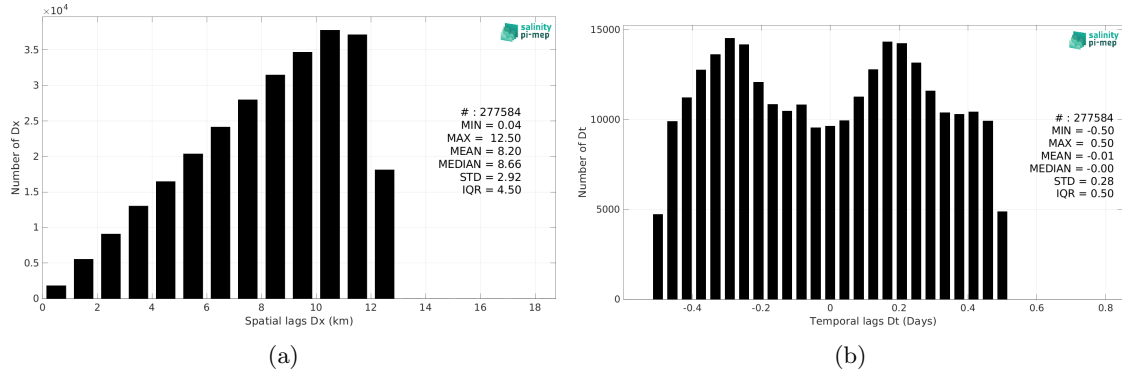 ×10⁴
3.5
3
2.5
2
1.5
1
0.5
0
Number of Dx
0 2 4 6 8 10 12 14 16 18
Spatial lags Dx (km)
salinity
pi-mep
# : 277584
MIN = 0.04
MAX = 12.50
MEAN = 8.20
MEDIAN = 8.66
STD = 2.92
IQR = 4.50
(a)
15000
10000
5000
0
Number of Dt
-0.4 -0.2 0 0.2 0.4 0.6 0.8
Temporal lags Dt (Days)
salinity
pi-mep
# : 277584
MIN = -0.50
MAX = 0.50
MEAN = -0.01
MEDIAN = -0.00
STD = 0.28
IQR = 0.50
(b)